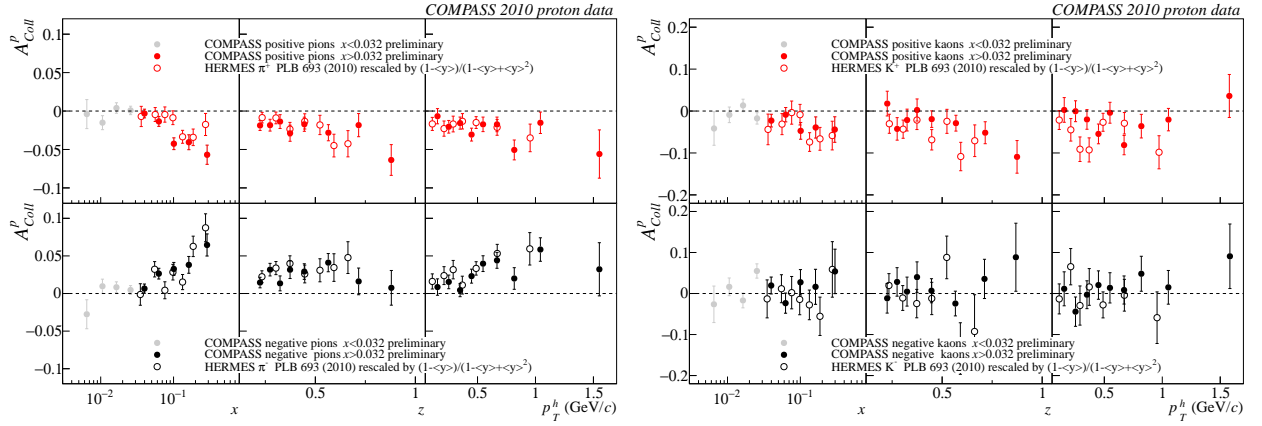 COMPASS 2010 proton data
A^p_Coll
0.1
0.05
0
−0.05
−0.1
COMPASS positive pions x<0.032 preliminary
COMPASS positive pions x>0.032 preliminary
HERMES π⁺ PLB 693 (2010) rescaled by (1-<y>)/(1-<y>+<y>²)
A^p_Coll
0.1
0.05
0
−0.05
−0.1
COMPASS negative pions x<0.032 preliminary
COMPASS negative pions x>0.032 preliminary
HERMES π⁻ PLB 693 (2010) rescaled by (1-<y>)/(1-<y>+<y>²)
10⁻² 10⁻¹ 0.5 1 0.5 1 1.5
x z p_T^h (GeV/c)
COMPASS 2010 proton data
A^p_Coll
0.2
0.1
0
−0.1
−0.2
COMPASS positive kaons x<0.032 preliminary
COMPASS positive kaons x>0.032 preliminary
HERMES K⁺ PLB 693 (2010) rescaled by (1-<y>)/(1-<y>+<y>²)
A^p_Coll
0.2
0.1
0
−0.1
−0.2
COMPASS negative kaons x<0.032 preliminary
COMPASS negative kaons x>0.032 preliminary
HERMES K⁻ PLB 693 (2010) rescaled by (1-<y>)/(1-<y>+<y>²)
10⁻² 10⁻¹ 0.5 1 0.5 1 1.5
x z p_T^h (GeV/c)